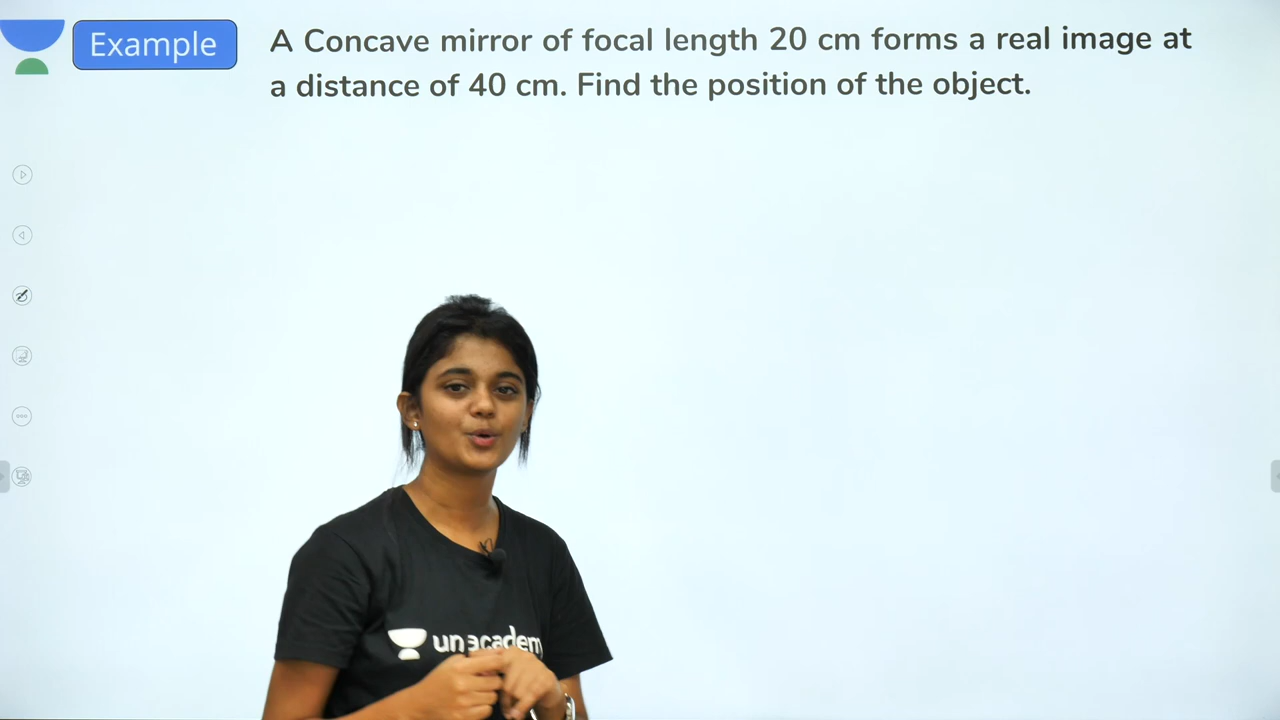 Example
A Concave mirror of focal length 20 cm forms a real image at
a distance of 40 cm. Find the position of the object.
unacadem